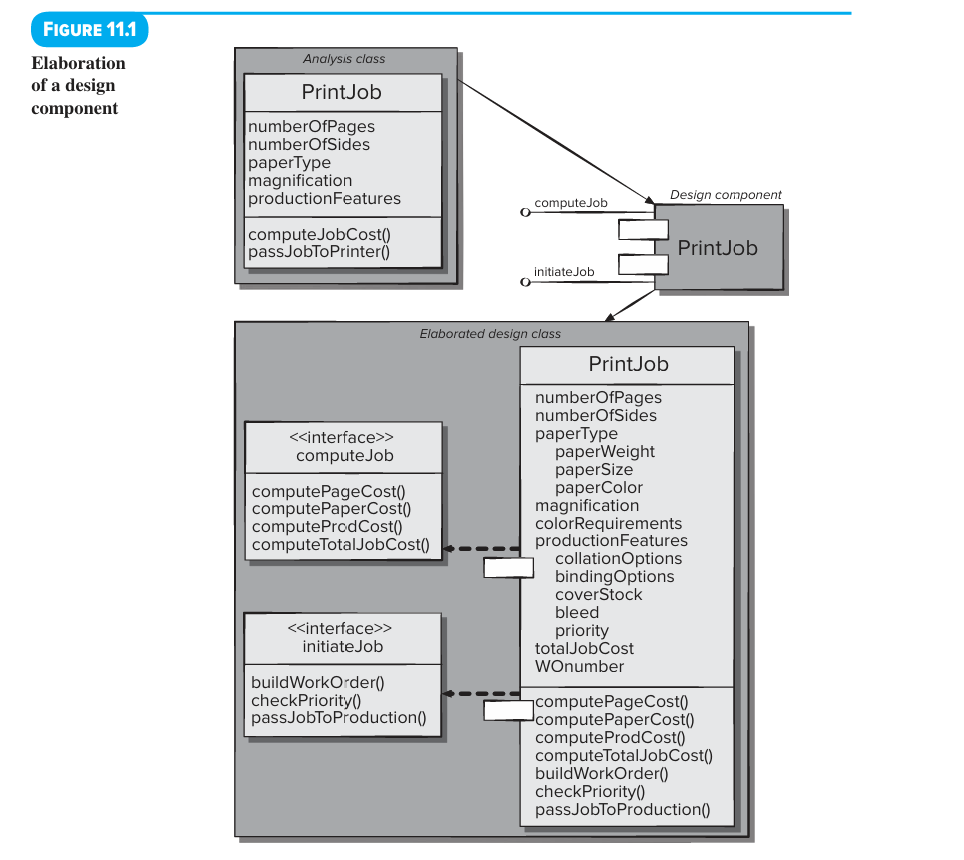 FIGURE 11.1
Elaboration
of a design
component
Analysis class
PrintJob
numberOfPages
numberOfSides
paperType
magnification
productionFeatures
computeJobCost()
passJobToPrinter()
Design component
computeJob
PrintJob
initiateJob
Elaborated design class
<<interface>>
computeJob
computePageCost()
computePaperCost()
computeProdCost()
computeTotalJobCost()
<<interface>>
initiateJob
buildWorkOrder()
checkPriority()
passJobToProduction()
PrintJob
numberOfPages
numberOfSides
paperType
paperWeight
paperSize
paperColor
magnification
colorRequirements
productionFeatures
collationOptions
bindingOptions
coverStock
bleed
priority
totalJobCost
WOnumber
computePageCost()
computePaperCost()
computeProdCost()
computeTotalJobCost()
buildWorkOrder()
checkPriority()
passJobToProduction()